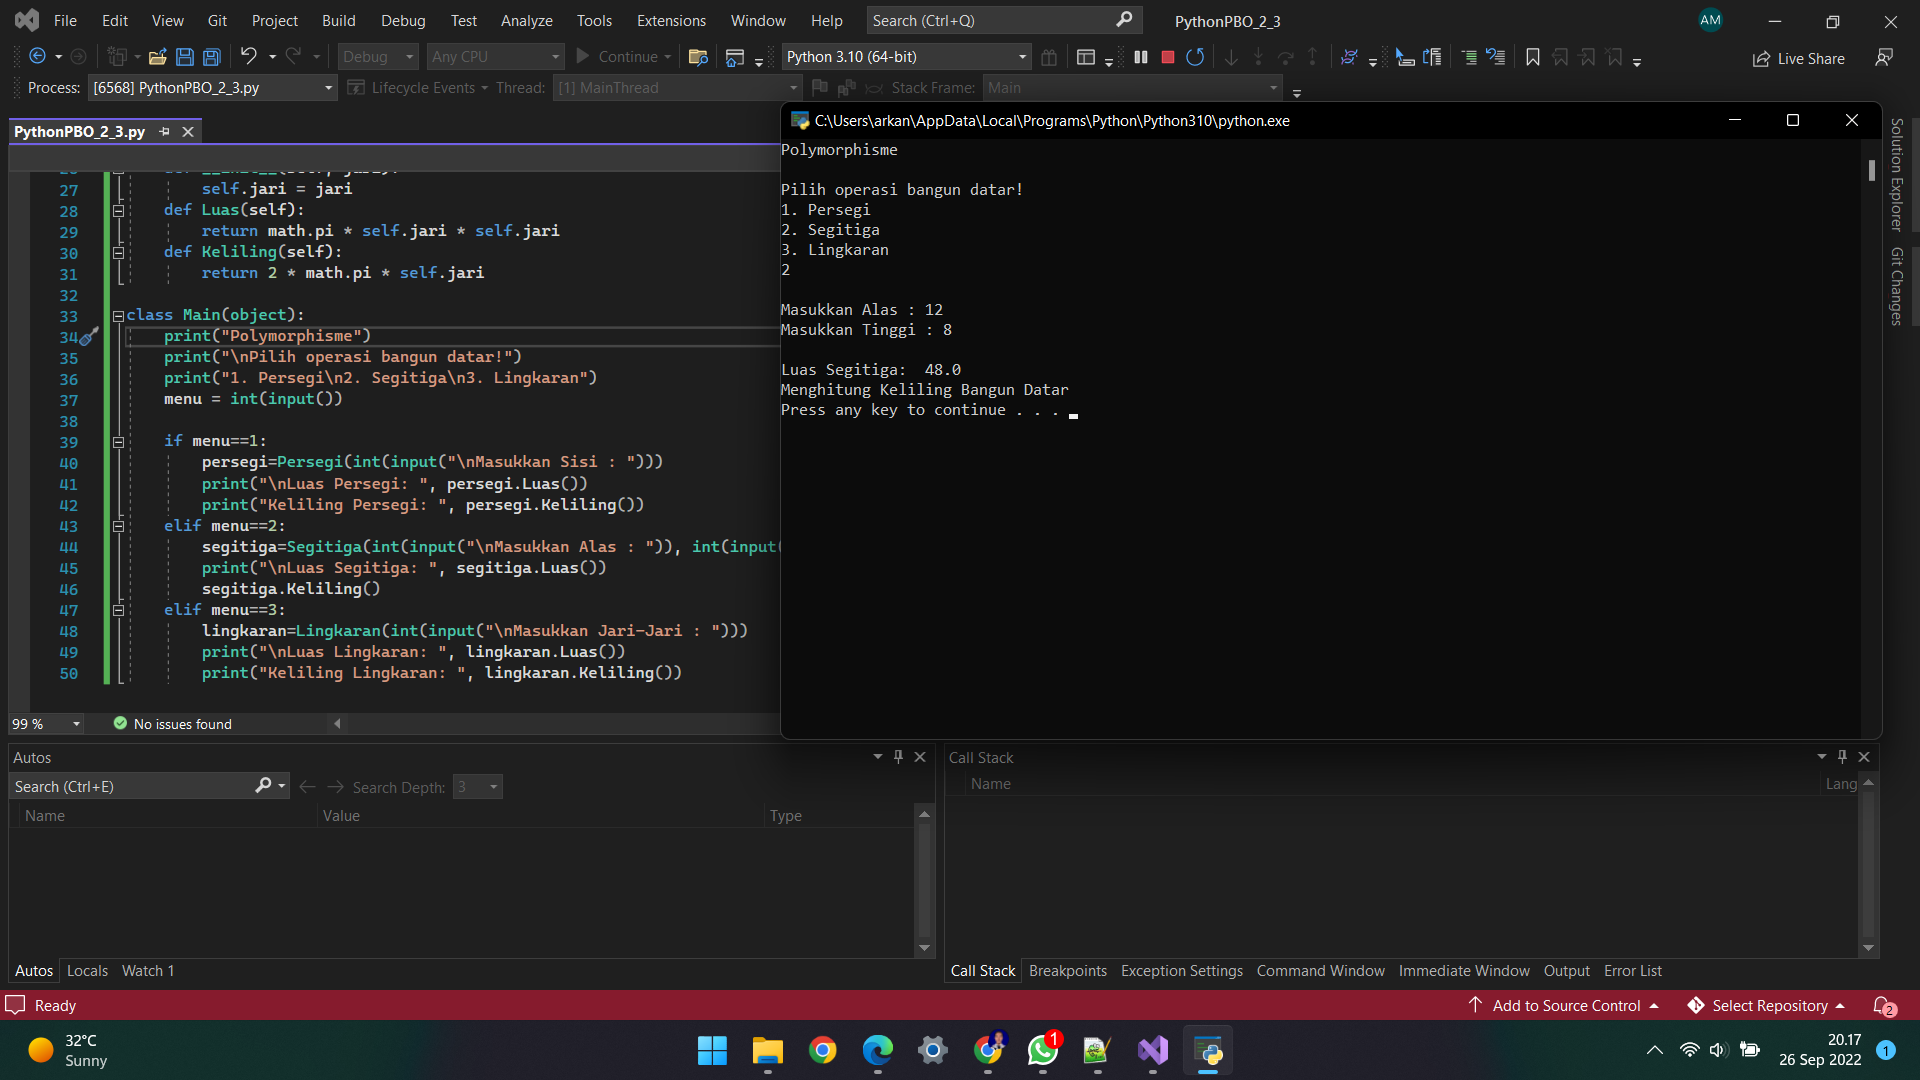 File Edit View Git Project Build Debug Test Analyze Tools Extensions Window Help Search (Ctrl+Q) PythonPBO_2_3 AM
Debug Any CPU Continue Python 3.10 (64-bit) Live Share
Process: [6568] PythonPBO_2_3.py Lifecycle Events Thread: [1] MainThread Stack Frame: Main
PythonPBO_2_3.py
27 self.jari = jari
28 def Luas(self):
29 return math.pi * self.jari * self.jari
30 def Keliling(self):
31 return 2 * math.pi * self.jari
32
33 class Main(object):
34 print("Polymorphisme")
35 print("\nPilih operasi bangun datar!")
36 print("1. Persegi\n2. Segitiga\n3. Lingkaran")
37 menu = int(input())
38
39 if menu==1:
40 persegi=Persegi(int(input("\nMasukkan Sisi : ")))
41 print("\nLuas Persegi: ", persegi.Luas())
42 print("Keliling Persegi: ", persegi.Keliling())
43 elif menu==2:
44 segitiga=Segitiga(int(input("\nMasukkan Alas : ")), int(input(
45 print("\nLuas Segitiga: ", segitiga.Luas())
46 segitiga.Keliling()
47 elif menu==3:
48 lingkaran=Lingkaran(int(input("\nMasukkan Jari-Jari : ")))
49 print("\nLuas Lingkaran: ", lingkaran.Luas())
50 print("Keliling Lingkaran: ", lingkaran.Keliling())
99 % No issues found
C:\Users\arkan\AppData\Local\Programs\Python\Python310\python.exe
Polymorphisme
Pilih operasi bangun datar!
1. Persegi
2. Segitiga
3. Lingkaran
2
Masukkan Alas : 12
Masukkan Tinggi : 8
Luas Segitiga:  48.0
Menghitung Keliling Bangun Datar
Press any key to continue . . .
Solution Explorer
Git Changes
Autos
Search (Ctrl+E) Search Depth: 3
Name Value Type
Autos Locals Watch 1
Call Stack
Name Lang
Call Stack Breakpoints Exception Settings Command Window Immediate Window Output Error List
Ready Add to Source Control Select Repository 2
32°C
Sunny
1
20.17
26 Sep 2022 1